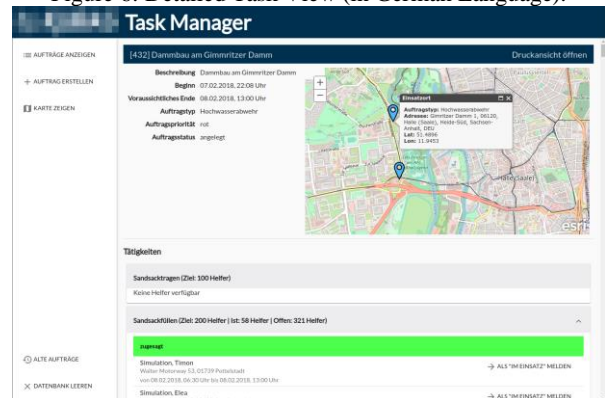 Figure 6: Detailed Task View (in German Language).
Task Manager
AUFTRÄGE ANZEIGEN
AUFTRAG ERSTELLEN
KARTE ZEIGEN
ALTE AUFTRÄGE
DATENBANK LEEREN
[432] Dammbau am Gimmritzer Damm
Druckansicht öffnen
Beschreibung Dammbau am Gimmritzer Damm
Beginn 07.02.2018, 22:08 Uhr
Voraussichtliches Ende 08.02.2018, 13:00 Uhr
Auftragstyp Hochwasserabwehr
Auftragspriorität rot
Auftragsstatus angelegt
+
−
Einsatzort
Auftragstyp: Hochwasserabwehr
Adresse: Gimritzer Damm 1, 06120,
Halle (Saale), Heide-Süd, Sachsen-
Anhalt, DEU
Lat: 51.4896
Lon: 11.9453
Halle (Saale)
esri
Tätigkeiten
Sandsacktragen (Ziel: 100 Helfer)
Keine Helfer verfügbar
Sandsackfüllen (Ziel: 200 Helfer | Ist: 58 Helfer | Offen: 321 Helfer)
zugesagt
Simulation, Timon
Walter Motorway 53, 01739 Pottelstadt
von 08.02.2018, 06:30 Uhr bis 08.02.2018, 13:00 Uhr
ALS "IM EINSATZ" MELDEN
Simulation, Elea
ALS "IM EINSATZ" MELDEN